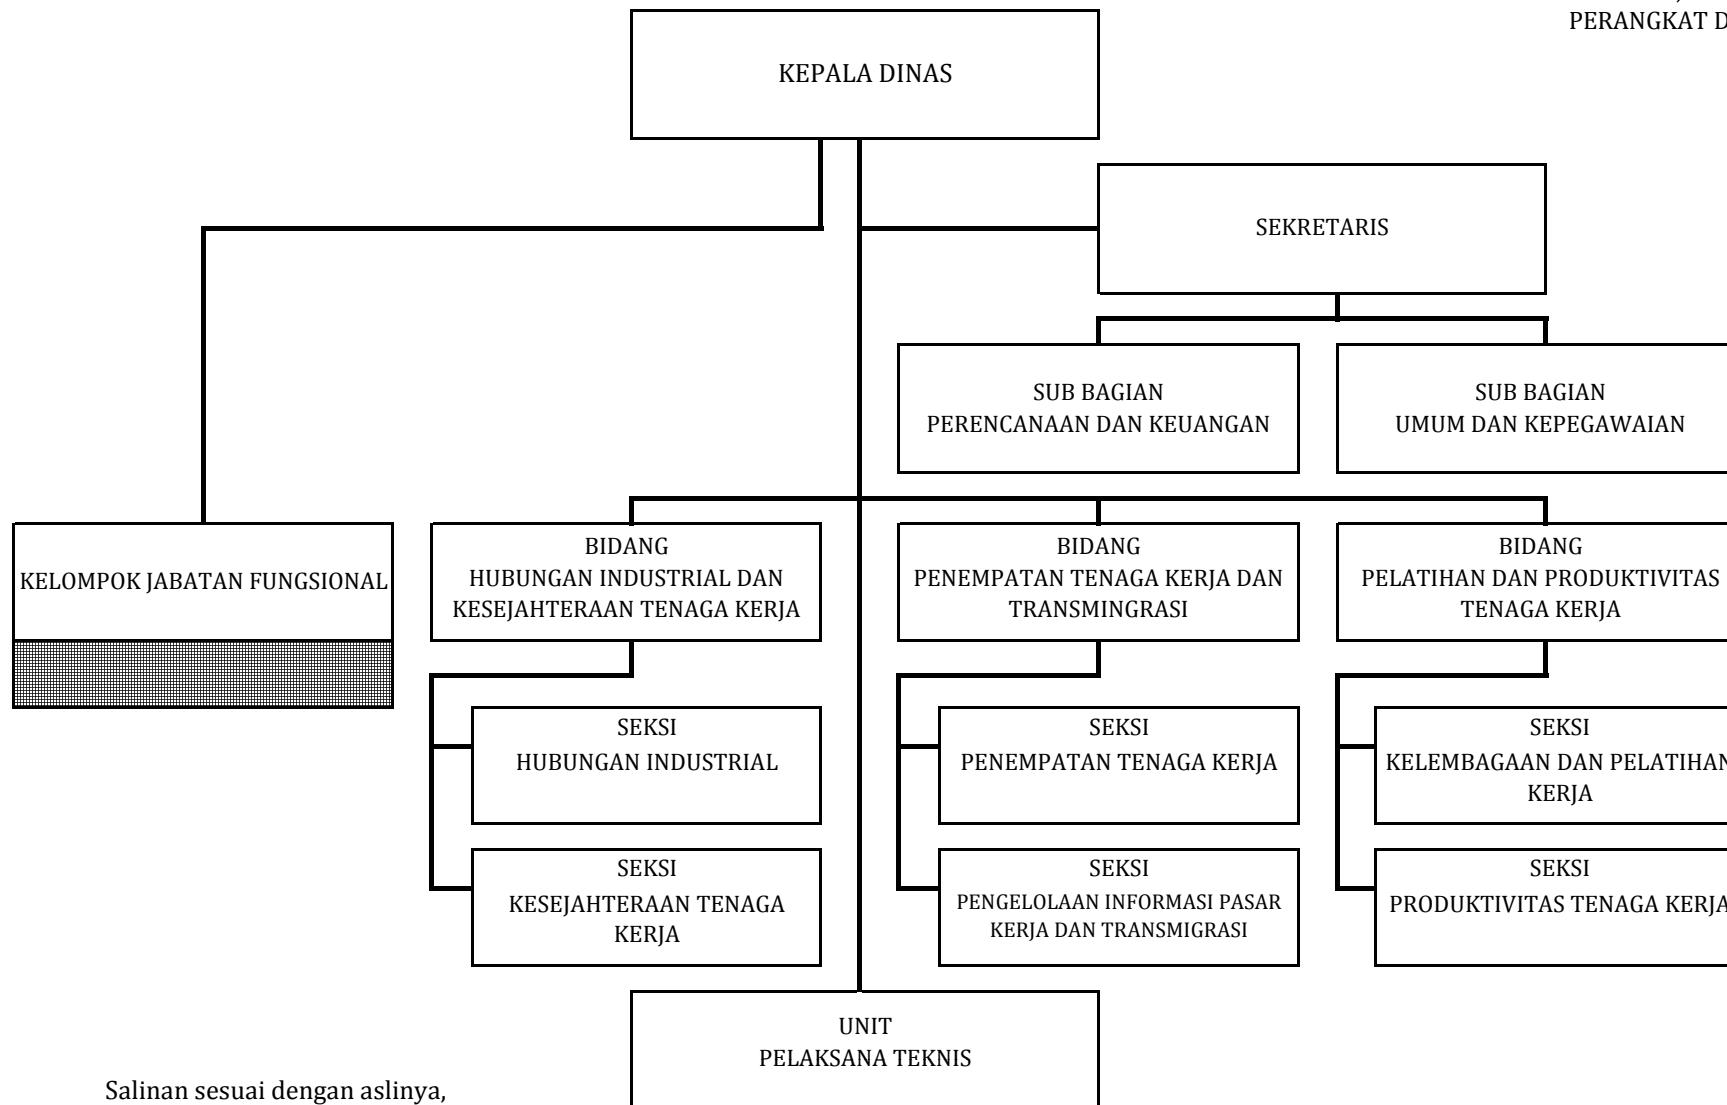 PERANGKAT D
KEPALA DINAS
SEKRETARIS
SUB BAGIAN
PERENCANAAN DAN KEUANGAN
SUB BAGIAN
UMUM DAN KEPEGAWAIAN
KELOMPOK JABATAN FUNGSIONAL
BIDANG
HUBUNGAN INDUSTRIAL DAN
KESEJAHTERAAN TENAGA KERJA
BIDANG
PENEMPATAN TENAGA KERJA DAN
TRANSMINGRASI
BIDANG
PELATIHAN DAN PRODUKTIVITAS
TENAGA KERJA
SEKSI
HUBUNGAN INDUSTRIAL
SEKSI
PENEMPATAN TENAGA KERJA
SEKSI
KELEMBAGAAN DAN PELATIHAN
KERJA
SEKSI
KESEJAHTERAAN TENAGA
KERJA
SEKSI
PENGELOLAAN INFORMASI PASAR
KERJA DAN TRANSMIGRASI
SEKSI
PRODUKTIVITAS TENAGA KERJA
UNIT
PELAKSANA TEKNIS
Salinan sesuai dengan aslinya,